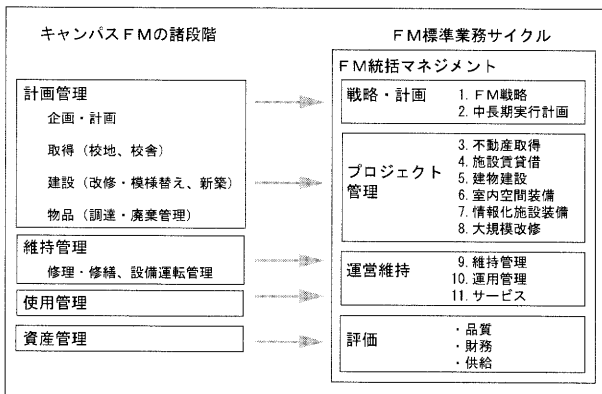 キャンパスＦＭの諸段階
計画管理
企画・計画
取得（校地、校舎）
建設（改修・模様替え、新築）
物品（調達・廃棄管理）
維持管理
修理・修繕、設備運転管理
使用管理
資産管理
ＦＭ標準業務サイクル
ＦＭ統括マネジメント
戦略・計画
1. ＦＭ戦略
2. 中長期実行計画
プロジェクト
管理
3. 不動産取得
4. 施設賃貸借
5. 建物建設
6. 室内空間装備
7. 情報化施設装備
8. 大規模改修
運営維持
9. 維持管理
10. 運用管理
11. サービス
評価
・品質
・財務
・供給